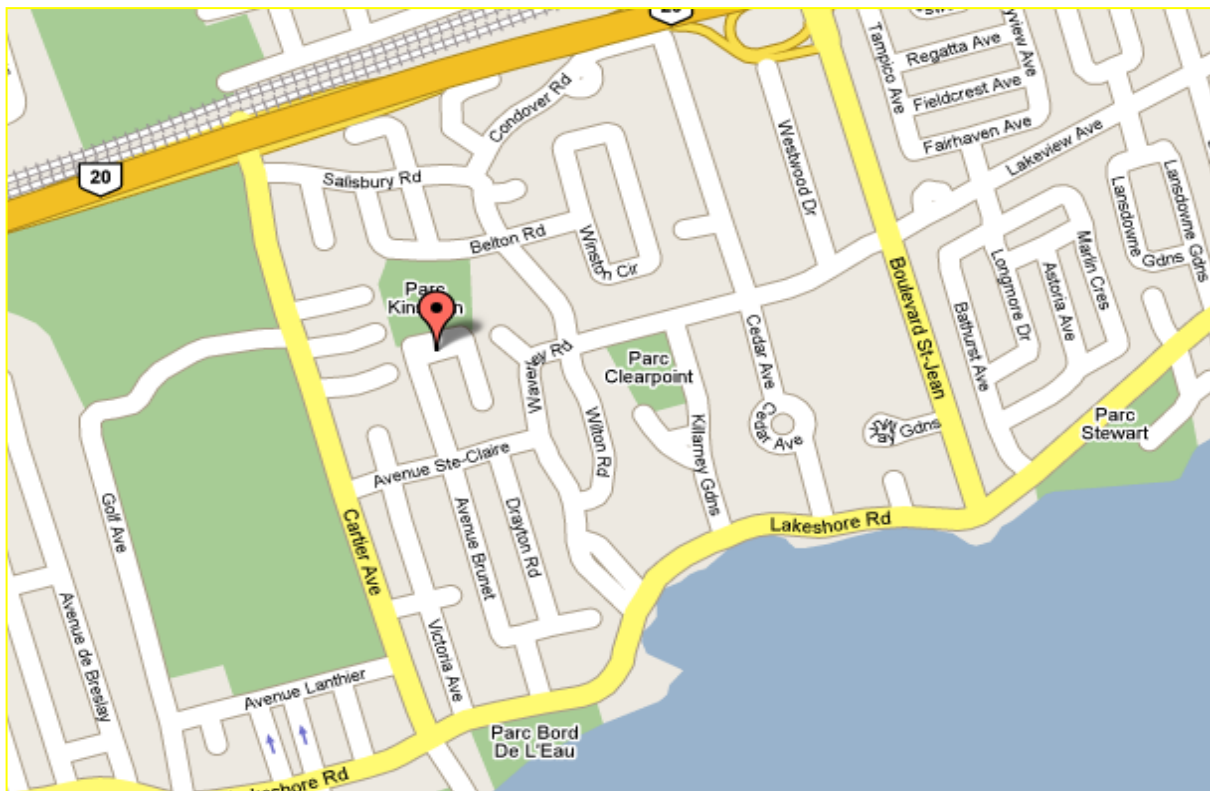 20
Tampico Ave
Regatta Ave
Fieldcrest Ave
Fairhaven Ave
Lakeview Ave
Condover Rd
Westwood Dr
20
Salisbury Rd
Belton Rd
Winston Cir
Lansdowne
Gdns
Lansdowne Gdns
Marlin Cres
Astoria Ave
Longmore Dr
Bathurst Ave
Boulevard St-Jean
Parc
Cedar Ave
Parc
Clearpoint
Rd
Wilton Rd
Killarney Gdns
Cedar Ave
Gdns
Parc
Stewart
Avenue Ste-Claire
Golf Ave
Cartier Ave
Avenue Brunet
Drayton Rd
Lakeshore Rd
Avenue de Breslay
Victoria Ave
Avenue Lanthier
Parc Bord
De L'Eau
Rd